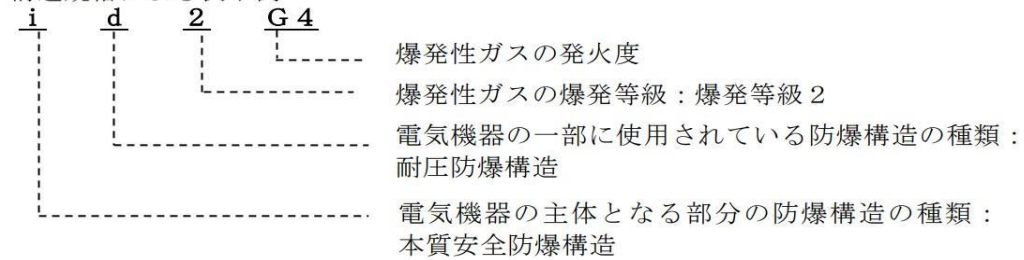 i d 2 G4
爆発性ガスの発火度
爆発性ガスの爆発等級：爆発等級２
電気機器の一部に使用されている防爆構造の種類：
耐圧防爆構造
電気機器の主体となる部分の防爆構造の種類：
本質安全防爆構造